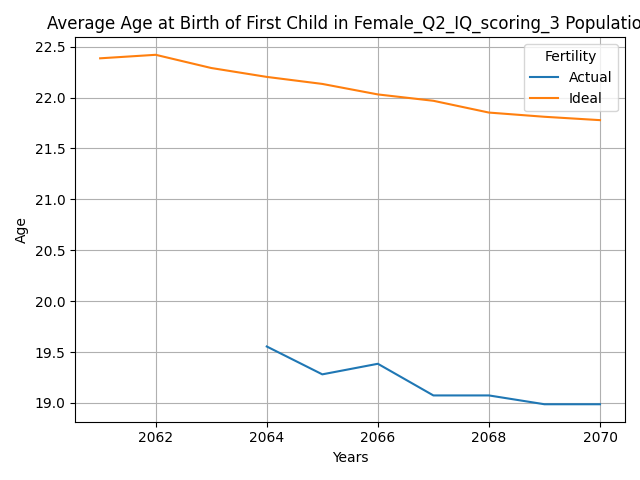 Average Age at Birth of First Child in Female_Q2_IQ_scoring_3 Populatio
Fertility
Actual
Ideal
22.5
22.0
21.5
21.0
20.5
20.0
19.5
19.0
Age
2062
2064
2066
2068
2070
Years